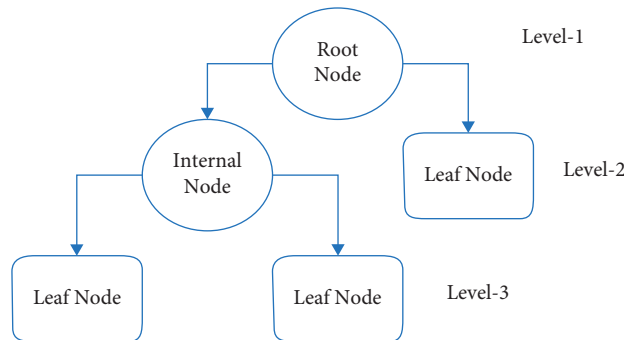 Root
Node
Level-1
Internal
Node
Leaf Node
Level-2
Leaf Node
Leaf Node
Level-3